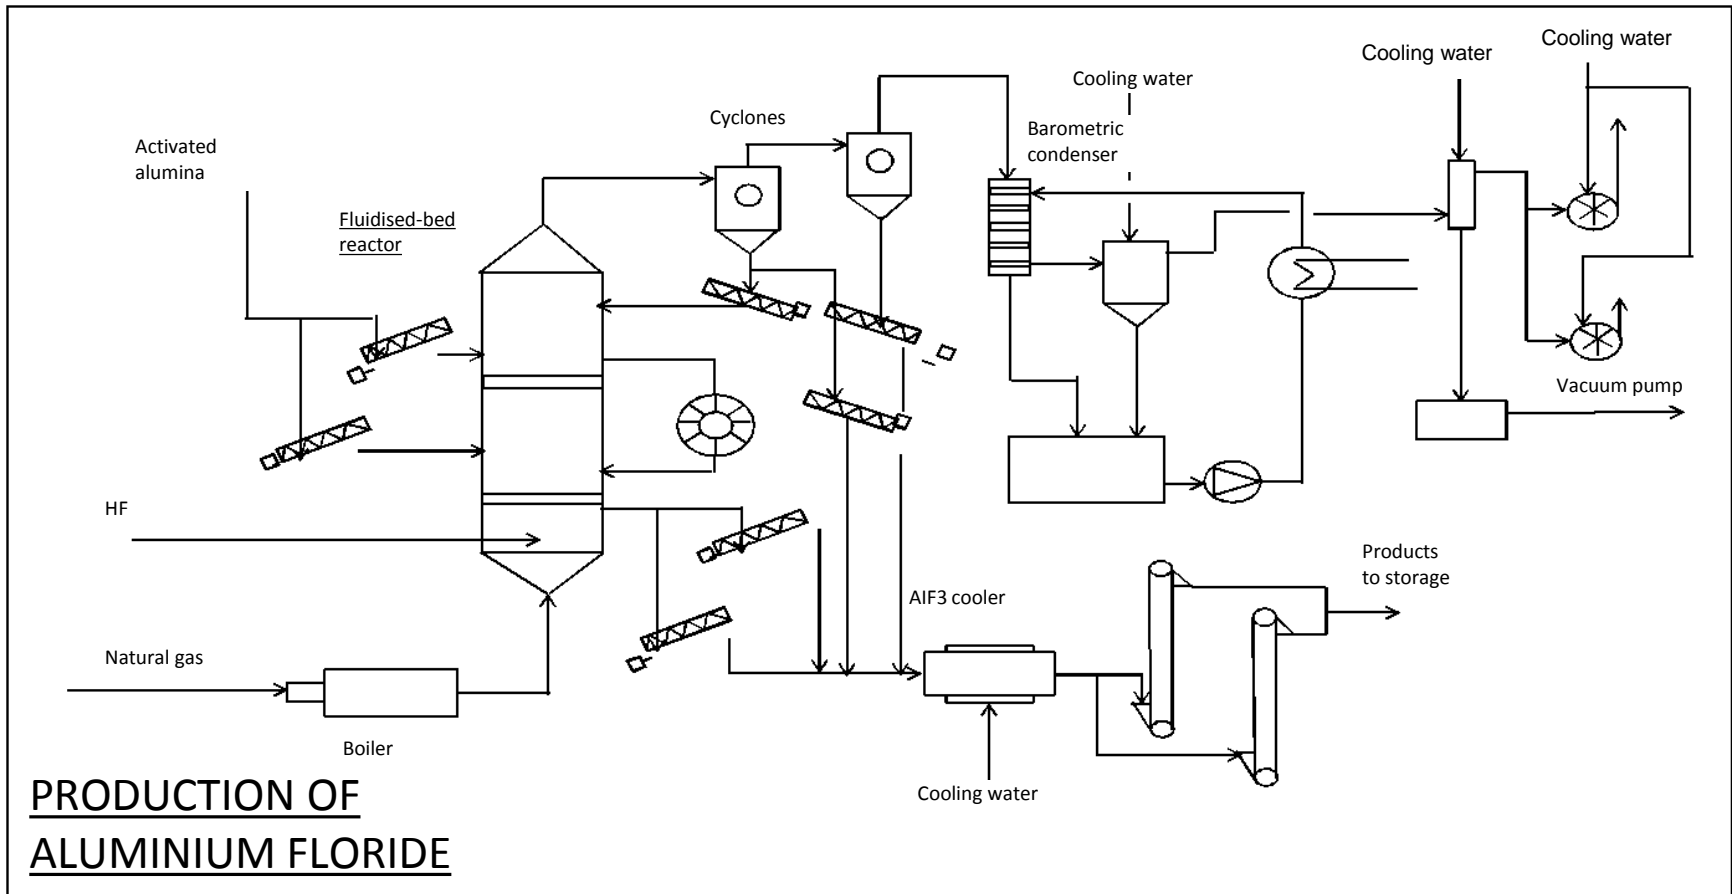 Cooling water
Cooling water
Cooling water
Cyclones
Barometric
condenser
Activated
alumina
Fluidised-bed
reactor
Vacuum pump
HF
Products
to storage
AlF3 cooler
Natural gas
Boiler
Cooling water
PRODUCTION OF
ALUMINIUM FLORIDE